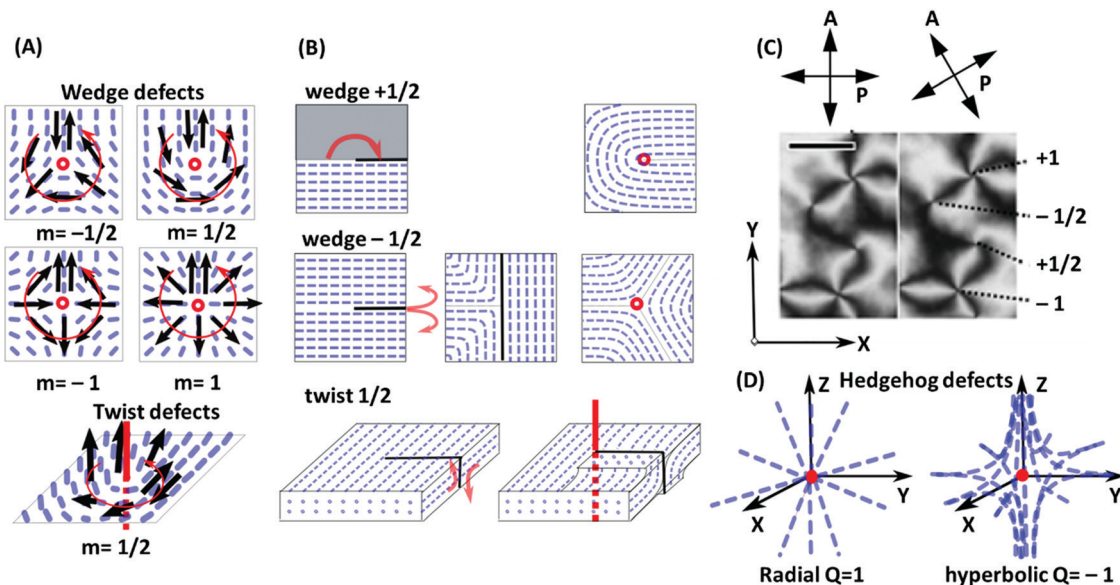 (A)
Wedge defects
m= –1/2
m= 1/2
m= – 1
m= 1
Twist defects
m= 1/2
(B)
wedge +1/2
wedge – 1/2
twist 1/2
(C)
A
P
A
P
+1
– 1/2
+1/2
– 1
Y
X
(D)
Hedgehog defects
Z
Y
X
Radial Q=1
Z
Y
X
hyperbolic Q= – 1